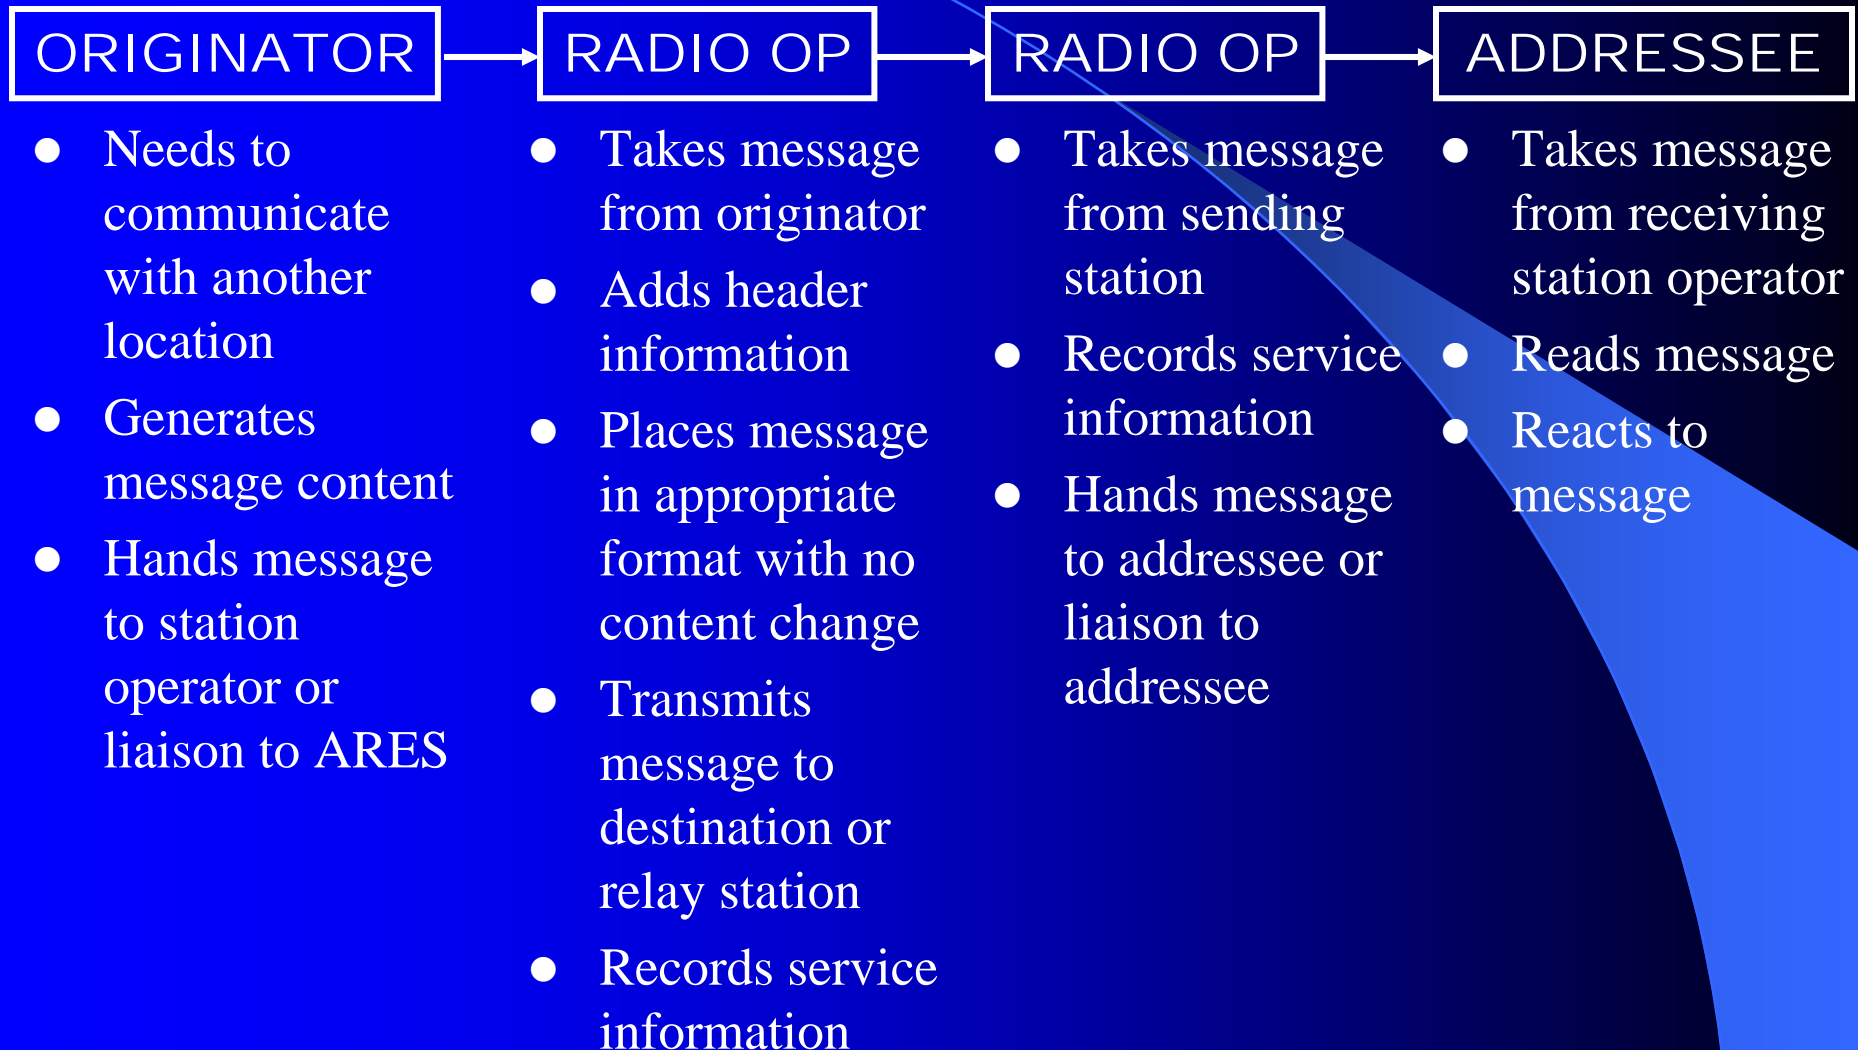 ORIGINATOR
RADIO OP
RADIO OP
ADDRESSEE
● Needs to
communicate
with another
location
● Generates
message content
● Hands message
to station
operator or
liaison to ARES
● Takes message
from originator
● Adds header
information
● Places message
in appropriate
format with no
content change
● Transmits
message to
destination or
relay station
● Records service
information
● Takes message
from sending
station
● Records service
information
● Hands message
to addressee or
liaison to
addressee
● Takes message
from receiving
station operator
● Reads message
● Reacts to
message